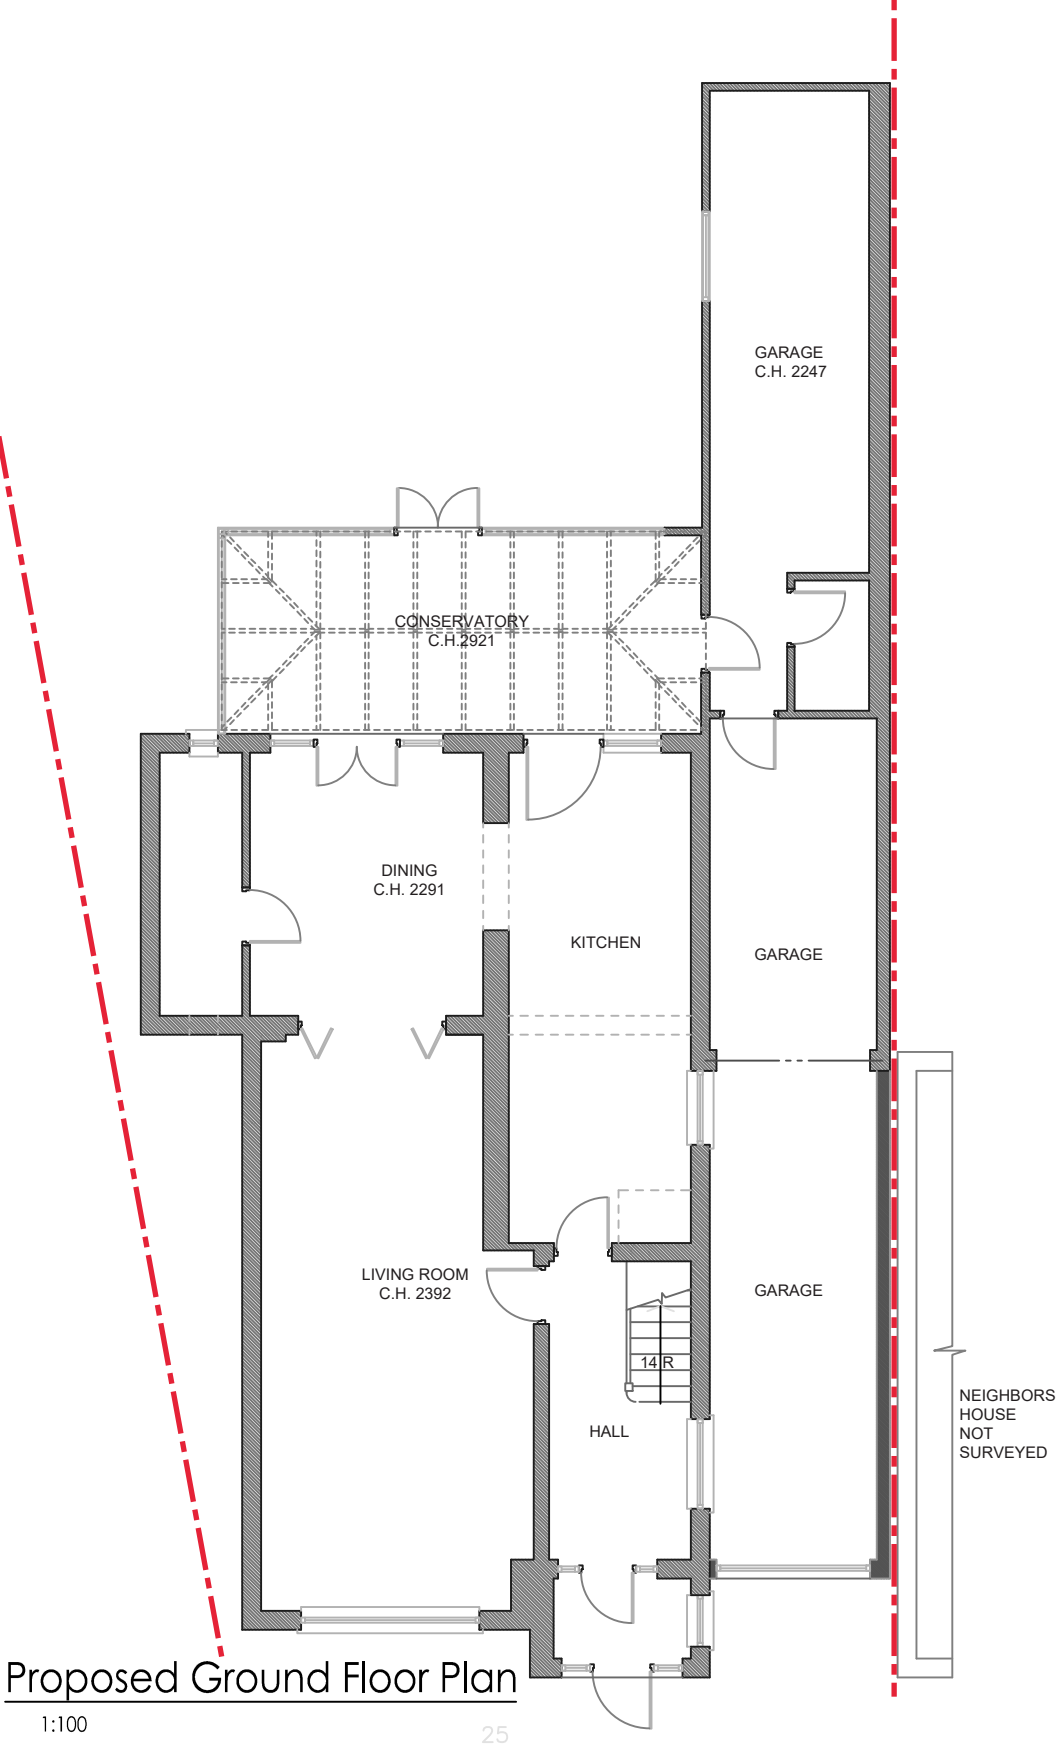 GARAGE
C.H. 2247
CONSERVATORY
C.H.2921
DINING
C.H. 2291
KITCHEN
GARAGE
LIVING ROOM
C.H. 2392
GARAGE
14 R
HALL
NEIGHBORS
HOUSE
NOT
SURVEYED
Proposed Ground Floor Plan
1:100
25